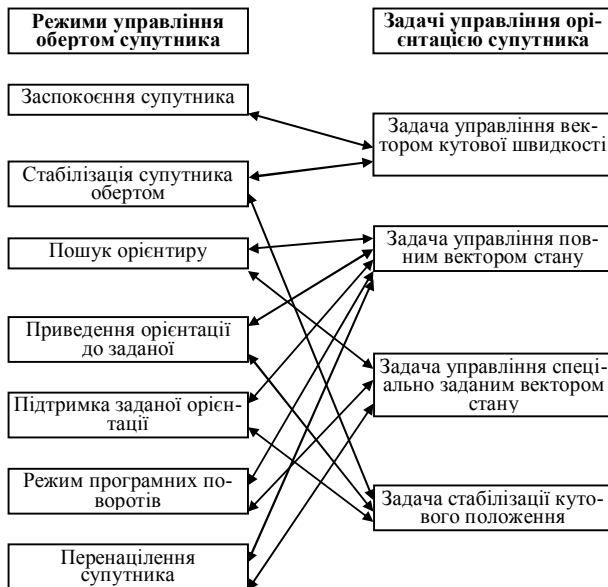 Режими управління
обертом супутника
Заспокоєння супутника
Стабілізація супутника
обертом
Пошук орієнтиру
Приведення орієнтації
до заданої
Підтримка заданої орієн-
тації
Режим програмних по-
воротів
Перенацілення
супутника
Задачі управління орі-
єнтацією супутника
Задача управління век-
тором кутової швидкості
Задача управління пов-
ним вектором стану
Задача управління спеці-
ально заданим вектором
стану
Задача стабілізації куто-
вого положення